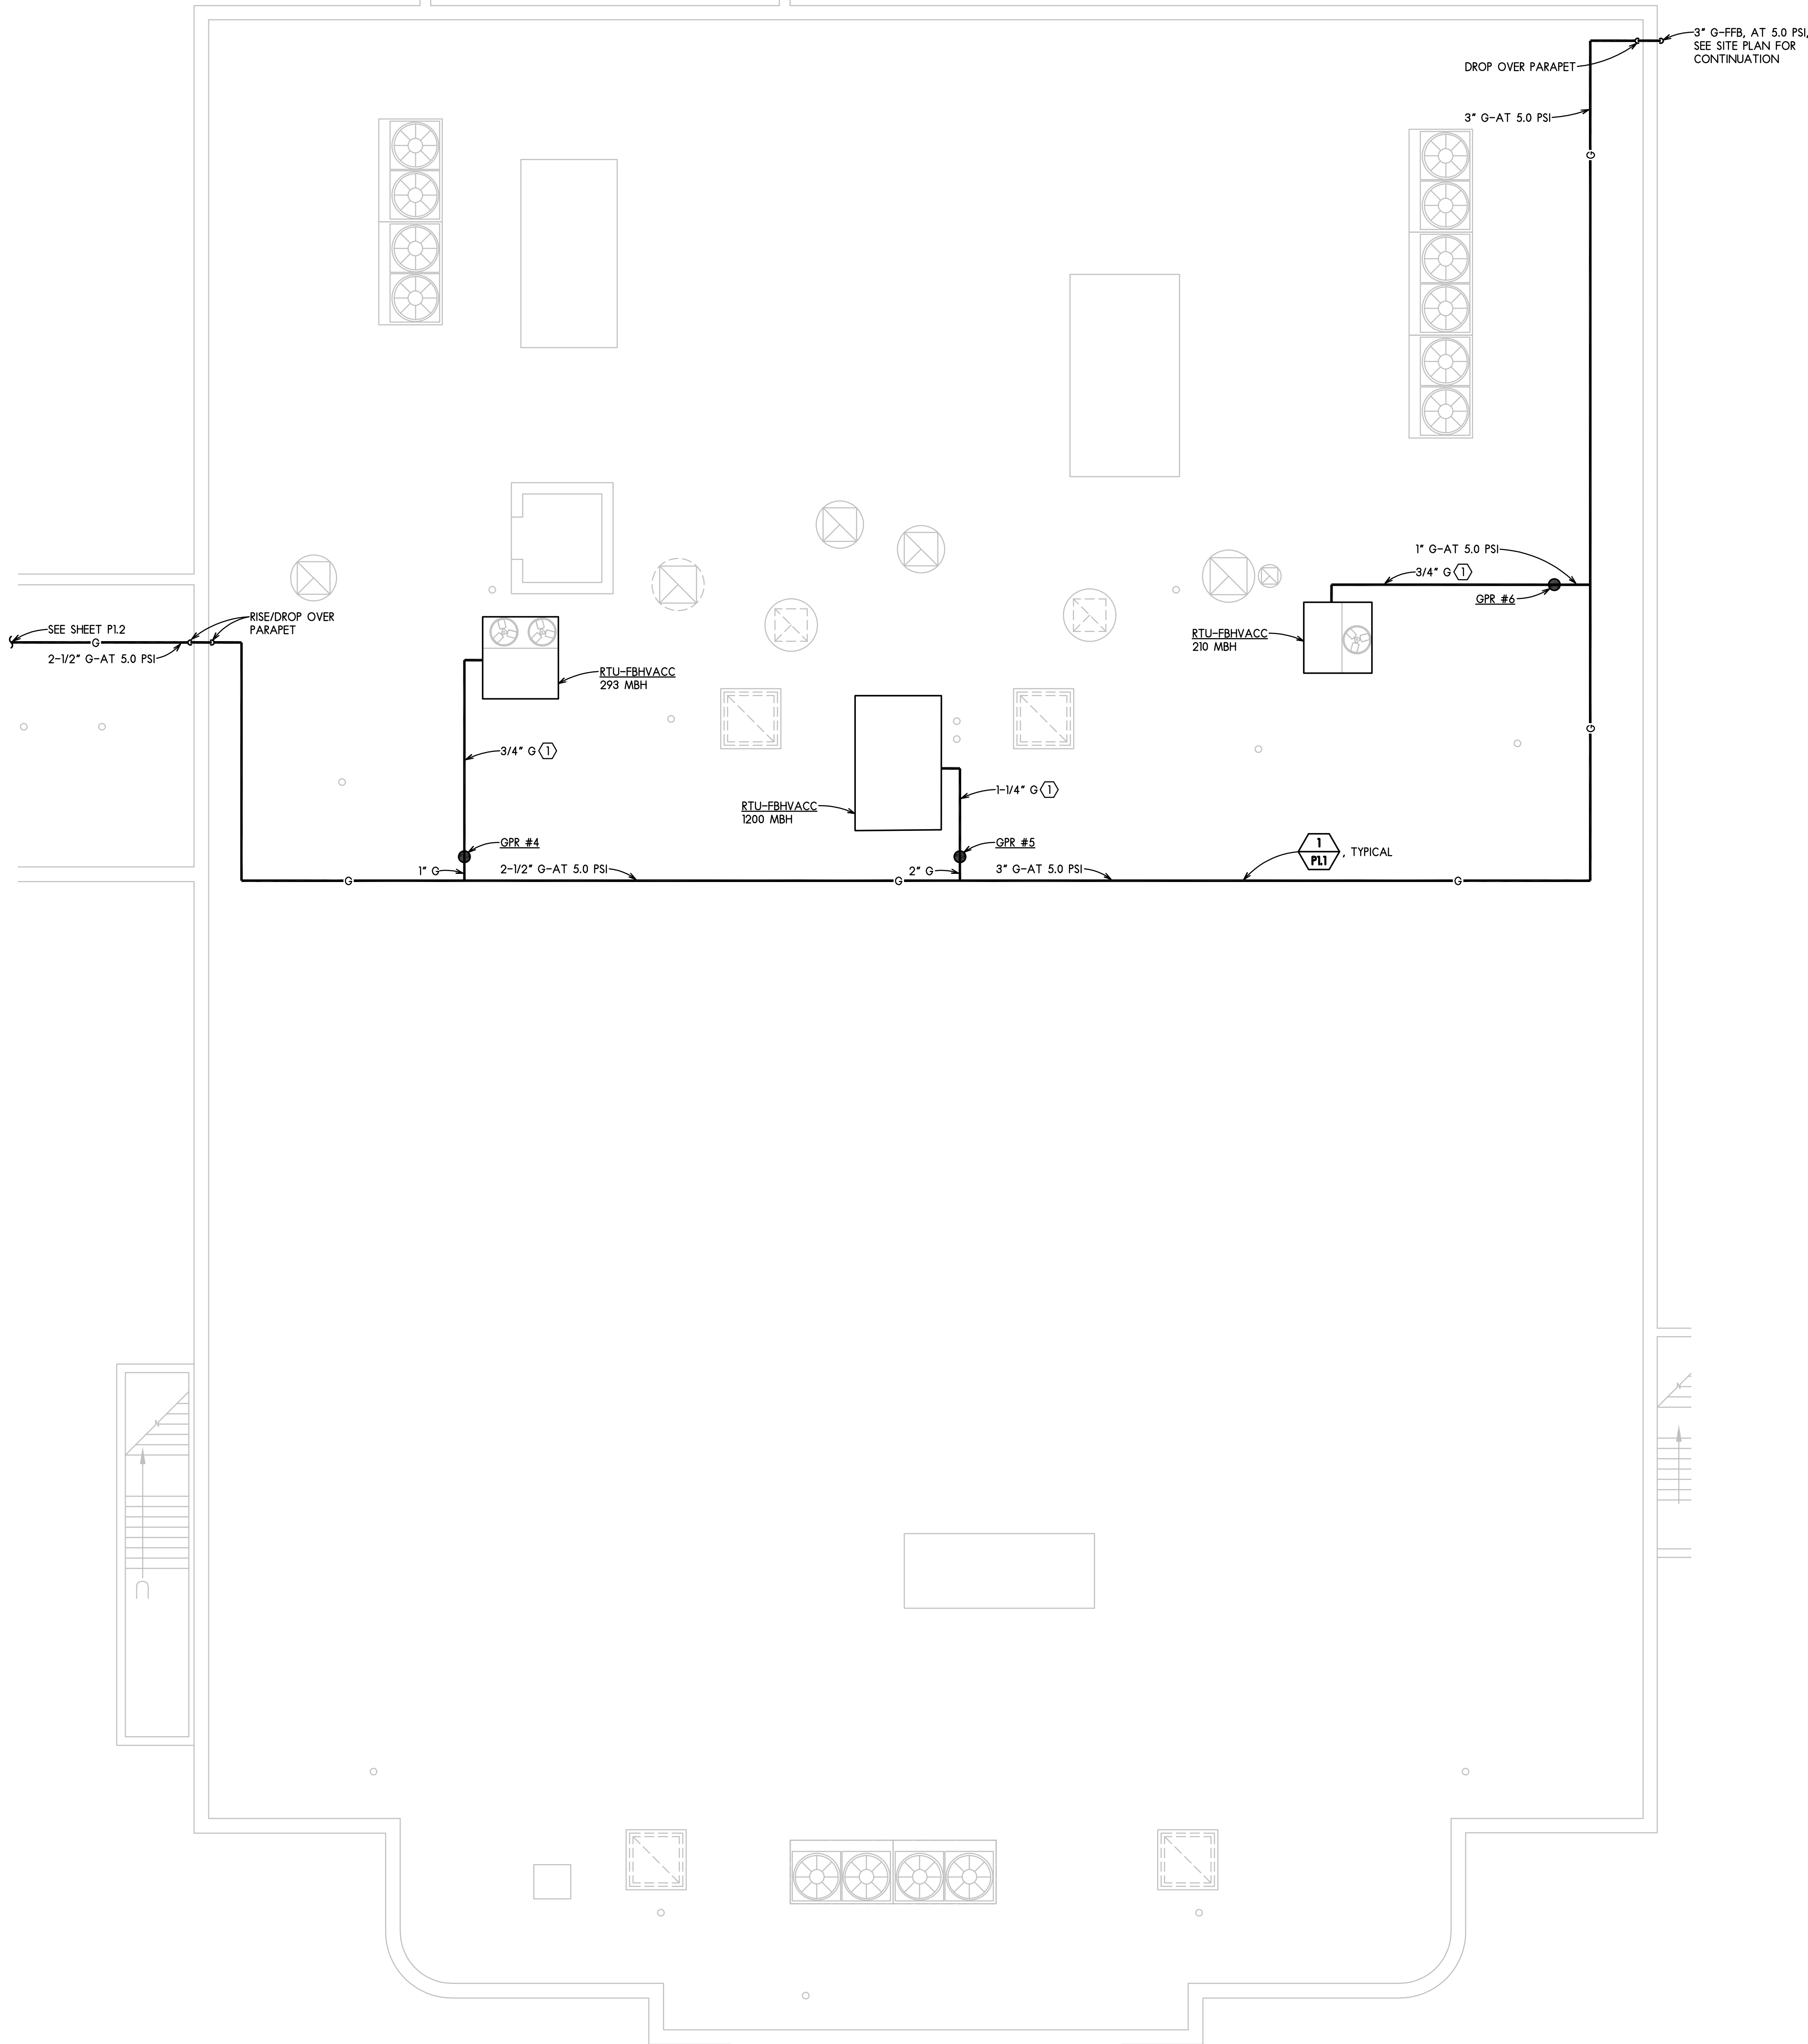 3" G-FFB, AT 5.0 PSI,
SEE SITE PLAN FOR
CONTINUATION
DROP OVER PARAPET
3" G-AT 5.0 PSI
G
1" G-AT 5.0 PSI
3/4" G 1
GPR #6
RTU-FBHVACC
210 MBH
RISE/DROP OVER
PARAPET
SEE SHEET P1.2
G
2-1/2" G-AT 5.0 PSI
RTU-FBHVACC
293 MBH
G
3/4" G 1
1-1/4" G 1
RTU-FBHVACC
1200 MBH
GPR #4
GPR #5
1
P1.1
, TYPICAL
1" G
2-1/2" G-AT 5.0 PSI
2" G
3" G-AT 5.0 PSI
G
G
G